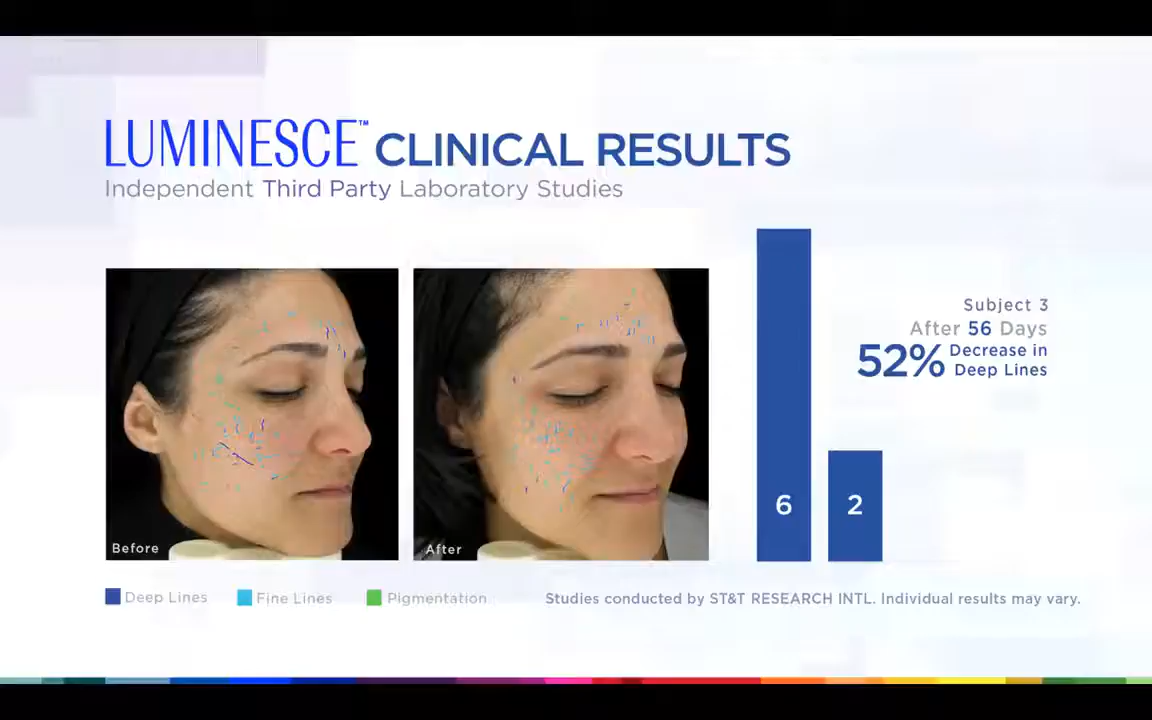 LUMINESCE™ CLINICAL RESULTS
Independent Third Party Laboratory Studies
Subject 3
After 56 Days
52% Decrease in
Deep Lines
6
2
Before
After
Deep Lines
Fine Lines
Pigmentation
Studies conducted by ST&T RESEARCH INTL. Individual results may vary.